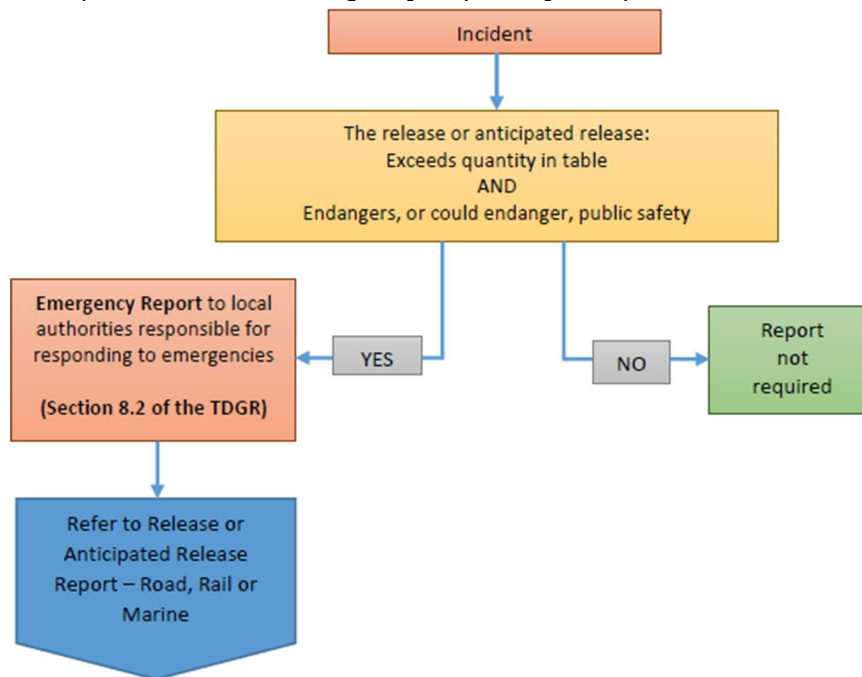 Incident
The release or anticipated release:
Exceeds quantity in table
AND
Endangers, or could endanger, public safety
Emergency Report to local
authorities responsible for
responding to emergencies
(Section 8.2 of the TDGR)
YES
NO
Report
not
required
Refer to Release or
Anticipated Release
Report – Road, Rail or
Marine